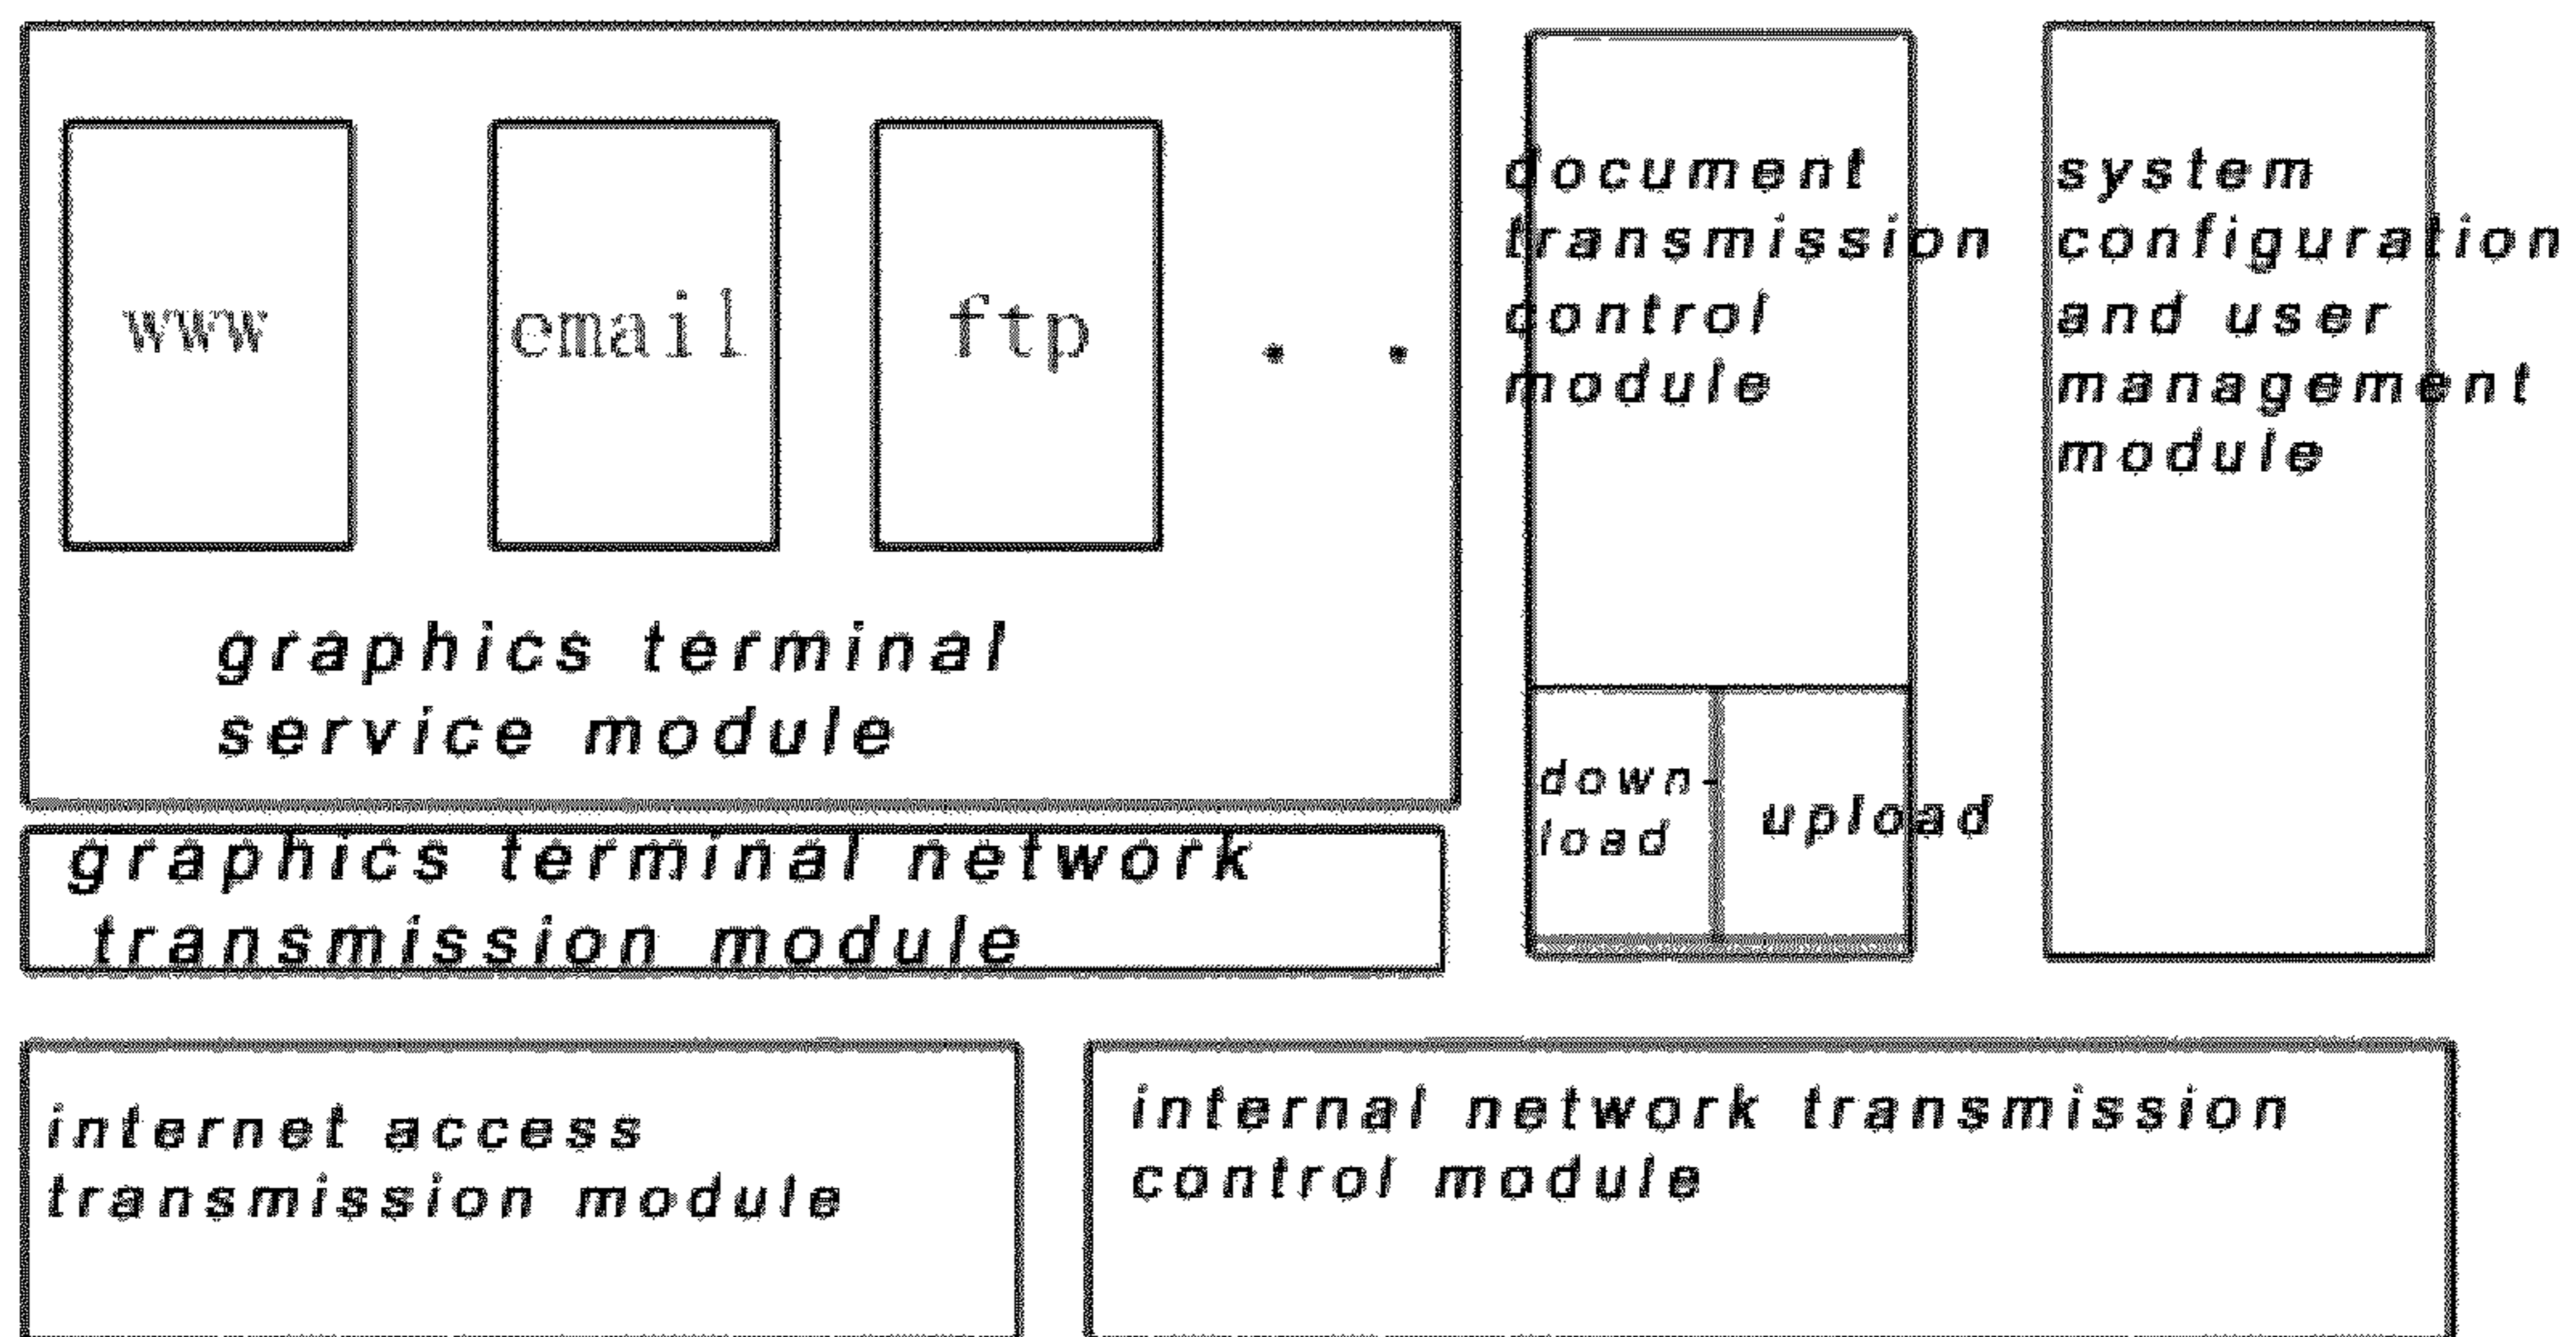 www
email
ftp
. .
graphics terminal
service module
graphics terminal network
transmission module
document
transmission
control
module
down-
load
upload
system
configuration
and user
management
module
internet access
transmission module
internal network transmission
control module